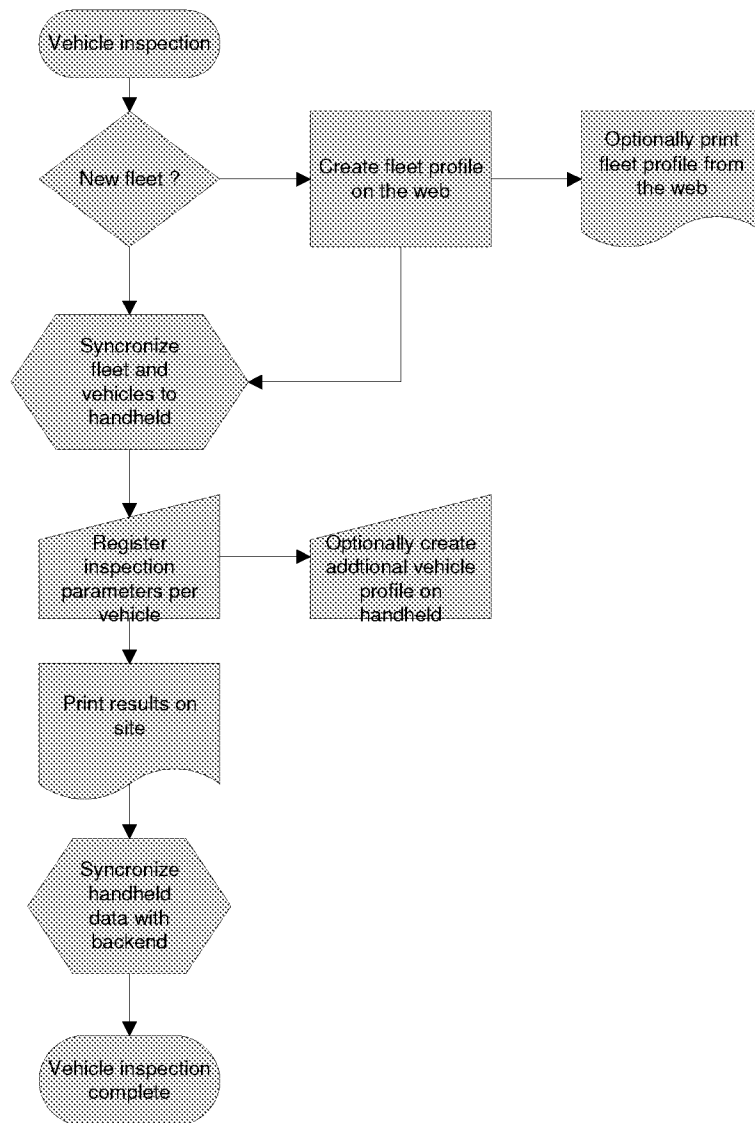 Vehicle inspection
New fleet ?
Create fleet profile
on the web
Optionally print
fleet profile from
the web
Syncronize
fleet and
vehicles to
handheld
Register
inspection
parameters per
vehicle
Optionally create
addtional vehicle
profile on
handheld
Print results on
site
Syncronize
handheld
data with
backend
Vehicle inspection
complete